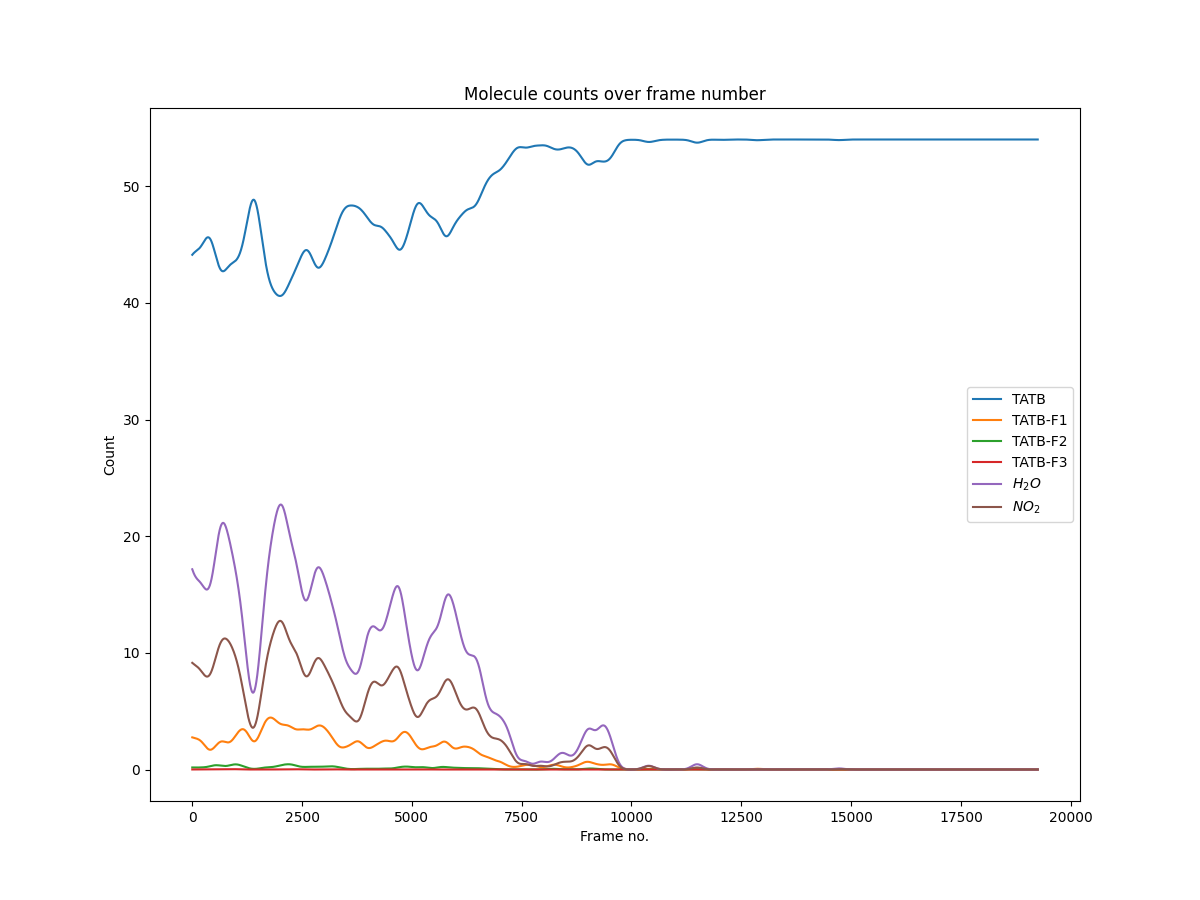 Molecule counts over frame number
Count
50
40
30
20
10
0
TATB
TATB-F1
TATB-F2
TATB-F3
H₂O
NO₂
0 2500 5000 7500 10000 12500 15000 17500 20000
Frame no.